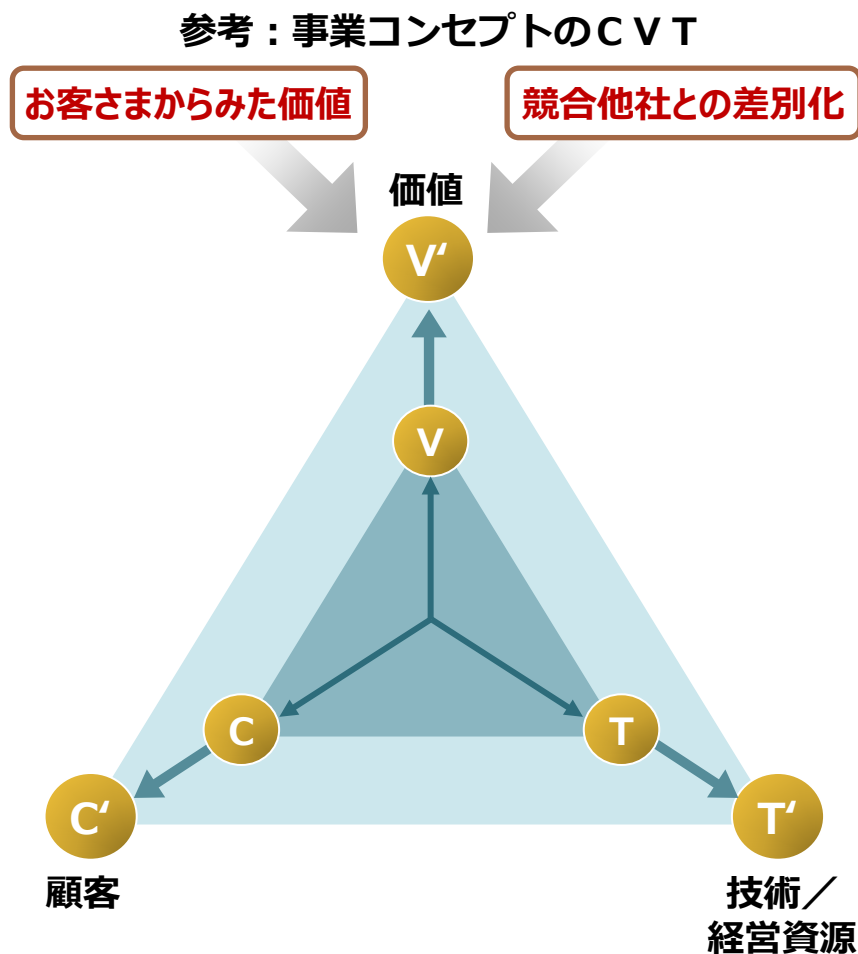 参考：事業コンセプトのＣＶＴ
お客さまからみた価値
競合他社との差別化
価値
V‘
V
C
T
C‘
T‘
顧客
技術／
経営資源